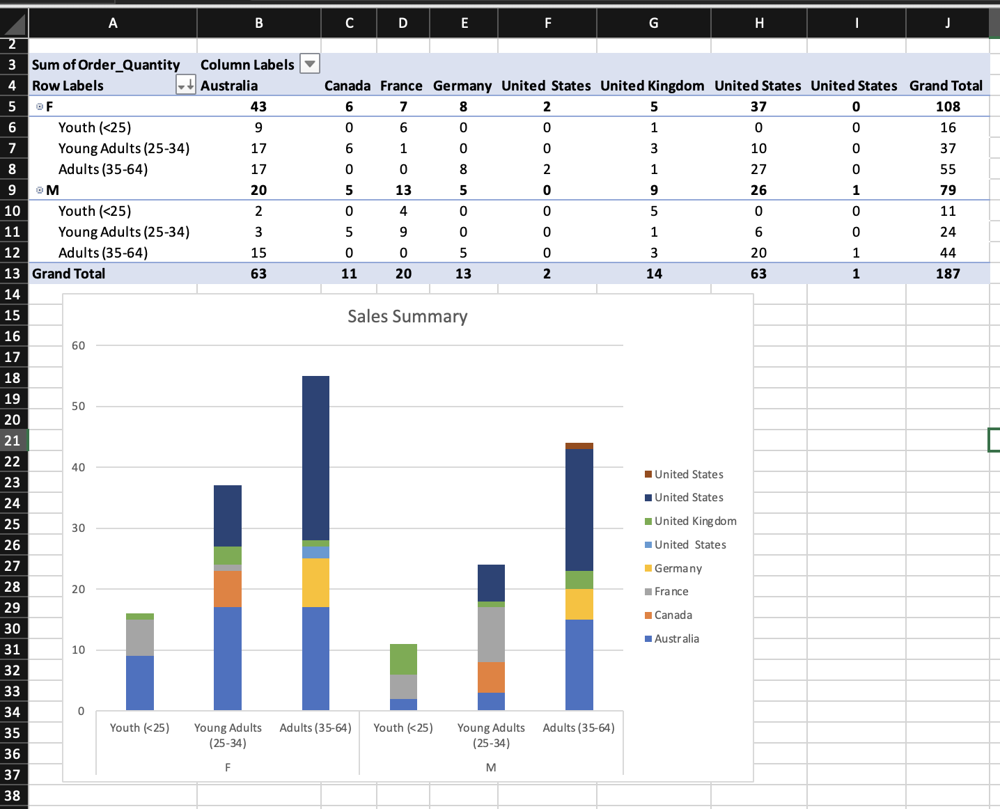 A B C D E F G H I J
2
3 Sum of Order_Quantity Column Labels
4 Row Labels Australia Canada France Germany United  States United Kingdom United States United States Grand Total
5 F 43 6 7 8 2 5 37 0 108
6 Youth (<25) 9 0 6 0 0 1 0 0 16
7 Young Adults (25-34) 17 6 1 0 0 3 10 0 37
8 Adults (35-64) 17 0 0 8 2 1 27 0 55
9 M 20 5 13 5 0 9 26 1 79
10 Youth (<25) 2 0 4 0 0 5 0 0 11
11 Young Adults (25-34) 3 5 9 0 0 1 6 0 24
12 Adults (35-64) 15 0 0 5 0 3 20 1 44
13 Grand Total 63 11 20 13 2 14 63 1 187
14
15
16
17
18
19
20
21
22
23
24
25
26
27
28
29
30
31
32
33
34
35
36
37
38
Sales Summary
60
50
40
30
20
10
0
United States
United States
United Kingdom
United  States
Germany
France
Canada
Australia
Youth (<25) Young Adults (25-34) Adults (35-64) Youth (<25) Young Adults (25-34) Adults (35-64)
F M